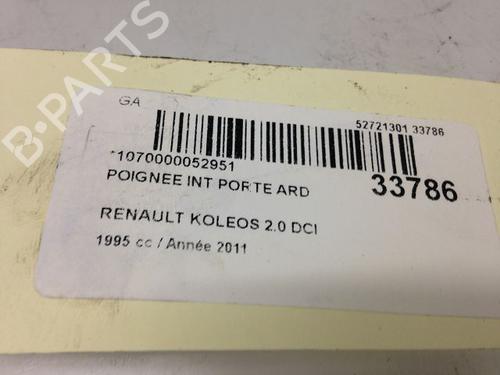 B-PARTS
GA
52721301 33786
*1070000052951
POIGNEE INT PORTE ARD
33786
RENAULT KOLEOS 2.0 DCI
1995 cc / Année 2011